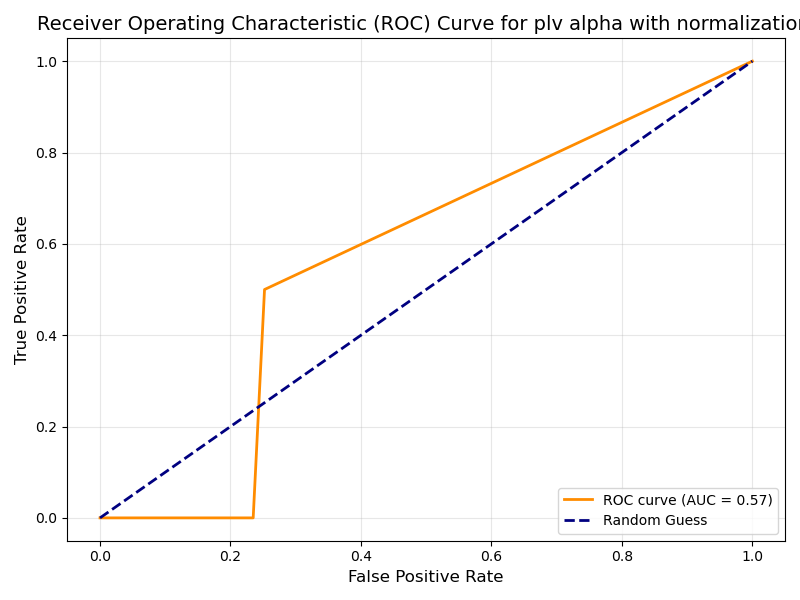 Receiver Operating Characteristic (ROC) Curve for plv alpha with normalization
1.0
0.8
0.6
0.4
0.2
0.0
True Positive Rate
0.0 0.2 0.4 0.6 0.8 1.0
False Positive Rate
ROC curve (AUC = 0.57)
Random Guess